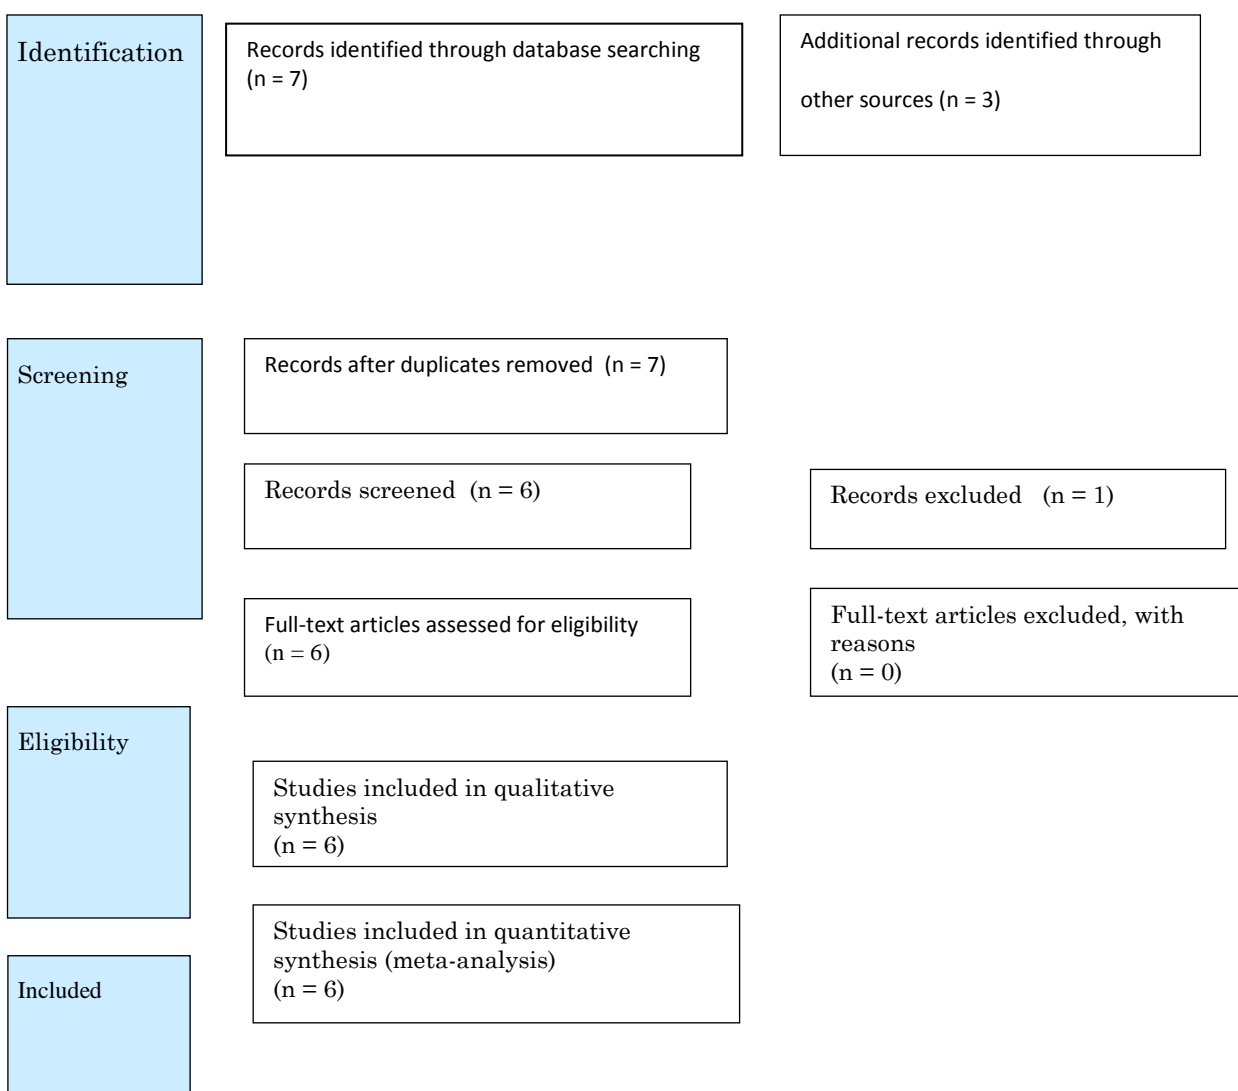 Identification
Records identified through database searching
(n = 7)
Additional records identified through
other sources (n = 3)
Screening
Records after duplicates removed  (n = 7)
Records screened  (n = 6)
Records excluded   (n = 1)
Full-text articles assessed for eligibility
(n = 6)
Full-text articles excluded, with
reasons
(n = 0)
Eligibility
Studies included in qualitative
synthesis
(n = 6)
Studies included in quantitative
synthesis (meta-analysis)
(n = 6)
Included